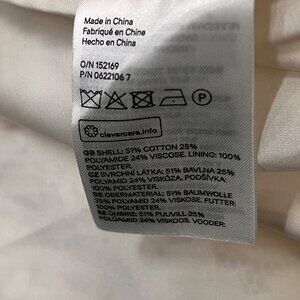 Made in China
Fabriqué en China
Hecho en China
O/N 152169
P/N 0622106 7
P
clevercare.info
GB SHELL: 51% COTTON 25%
POLYAMIDE 24% VISCOSE. LINING: 100%
POLYESTER.
CZ SVRCHNÍ LÁTKA: 51% BAVLNA 25%
POLYAMID 24% VISKÓZA. PODŠÍVKA:
100% POLYESTER.
DE OBERMATERIAL: 51% BAUMWOLLE
25% POLYAMID 24% VISKOSE. FUTTER:
100% POLYESTER.
EE ÜMBRIS: 51% PUUVILL 25%
POLÜAMIID 24% VISKOOS. VOODER: